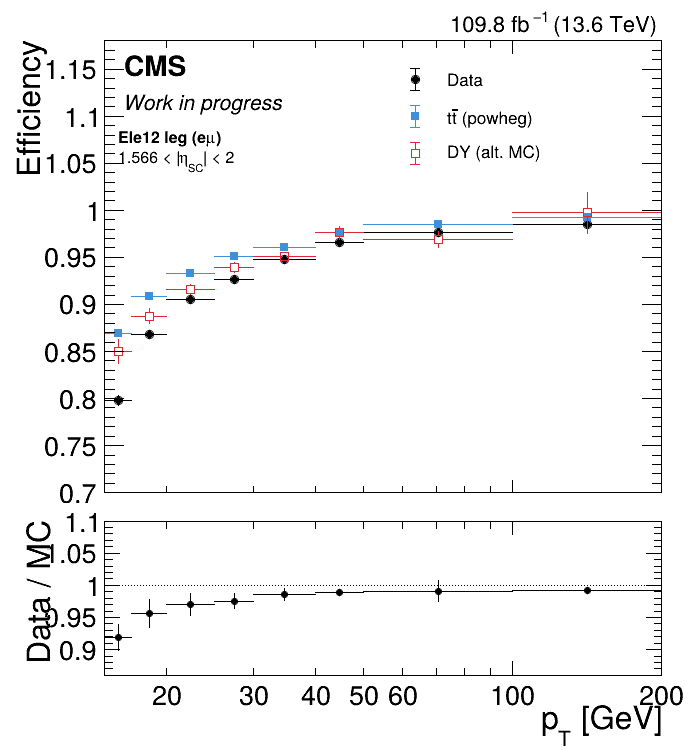 109.8 fb⁻¹ (13.6 TeV)
Efficiency
CMS
Work in progress
Ele12 leg (eμ)
1.566 < |η_SC| < 2
Data
tt̄ (powheg)
DY (alt. MC)
1.15
1.1
1.05
1
0.95
0.9
0.85
0.8
0.75
0.7
Data / MC
1.1
1.05
1
0.95
0.9
20 30 40 50 60 100 200
p_T [GeV]